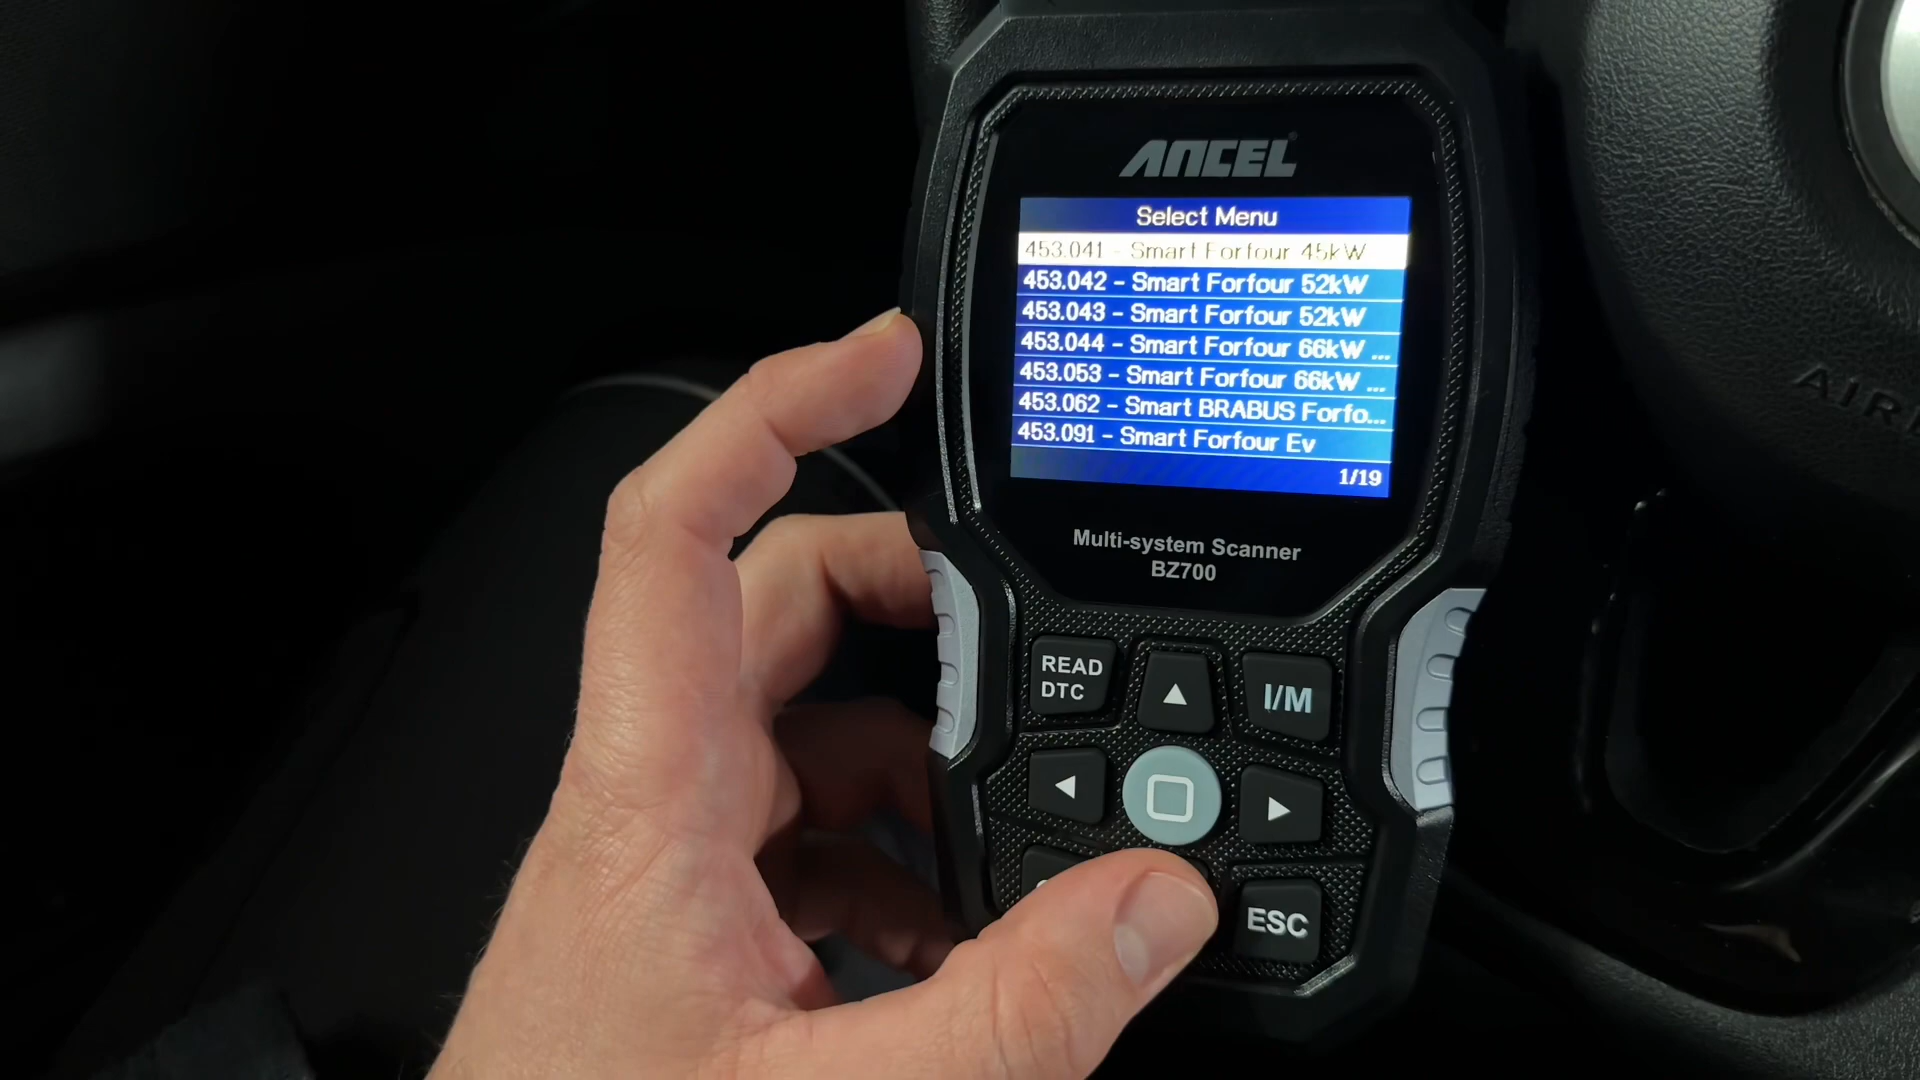 ANCEL
Select Menu
453.041 - Smart Forfour 45kW
453.042 - Smart Forfour 52kW
453.043 - Smart Forfour 52kW
453.044 - Smart Forfour 66kW ...
453.053 - Smart Forfour 66kW ...
453.062 - Smart BRABUS Forfo...
453.091 - Smart Forfour Ev
1/19
Multi-system Scanner
BZ700
READ
DTC
I/M
ESC